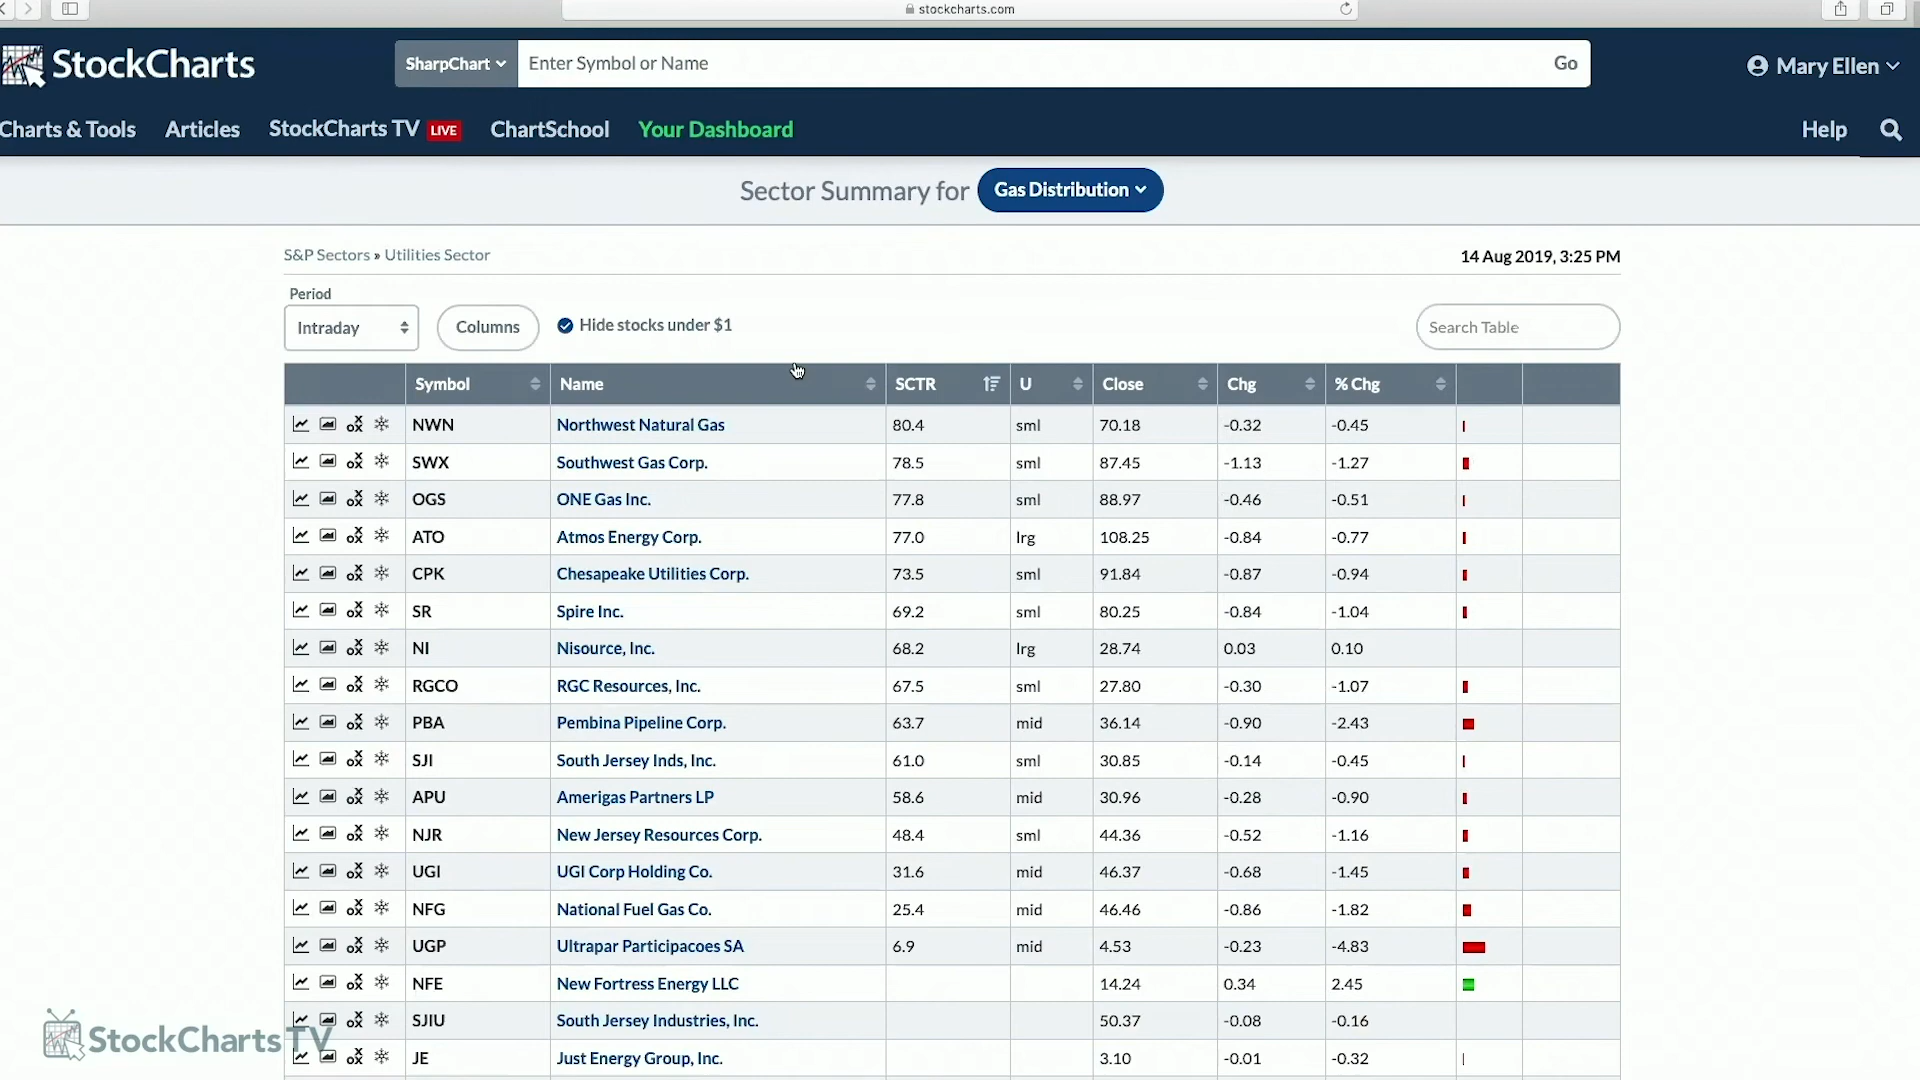 stockcharts.com
StockCharts SharpChart Enter Symbol or Name Go Mary Ellen
Charts & Tools Articles StockCharts TV LIVE ChartSchool Your Dashboard Help
Sector Summary for Gas Distribution
S&P Sectors » Utilities Sector 14 Aug 2019, 3:25 PM
Period
Intraday Columns Hide stocks under $1 Search Table
Symbol Name SCTR U Close Chg % Chg
NWN Northwest Natural Gas 80.4 sml 70.18 -0.32 -0.45
SWX Southwest Gas Corp. 78.5 sml 87.45 -1.13 -1.27
OGS ONE Gas Inc. 77.8 sml 88.97 -0.46 -0.51
ATO Atmos Energy Corp. 77.0 lrg 108.25 -0.84 -0.77
CPK Chesapeake Utilities Corp. 73.5 sml 91.84 -0.87 -0.94
SR Spire Inc. 69.2 sml 80.25 -0.84 -1.04
NI Nisource, Inc. 68.2 lrg 28.74 0.03 0.10
RGCO RGC Resources, Inc. 67.5 sml 27.80 -0.30 -1.07
PBA Pembina Pipeline Corp. 63.7 mid 36.14 -0.90 -2.43
SJI South Jersey Inds, Inc. 61.0 sml 30.85 -0.14 -0.45
APU Amerigas Partners LP 58.6 mid 30.96 -0.28 -0.90
NJR New Jersey Resources Corp. 48.4 sml 44.36 -0.52 -1.16
UGI UGI Corp Holding Co. 31.6 mid 46.37 -0.68 -1.45
NFG National Fuel Gas Co. 25.4 mid 46.46 -0.86 -1.82
UGP Ultrapar Participacoes SA 6.9 mid 4.53 -0.23 -4.83
NFE New Fortress Energy LLC 14.24 0.34 2.45
SJIU South Jersey Industries, Inc. 50.37 -0.08 -0.16
StockCharts TV
JE Just Energy Group, Inc. 3.10 -0.01 -0.32